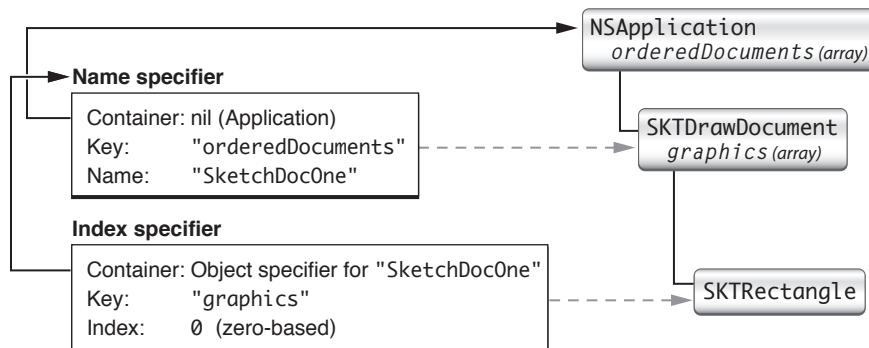 NSApplication
orderedDocuments (array)
Name specifier
Container: nil (Application)
Key: "orderedDocuments"
Name: "SketchDocOne"
SKTDrawDocument
graphics (array)
Index specifier
Container: Object specifier for "SketchDocOne"
Key: "graphics"
Index: 0 (zero-based)
SKTRectangle